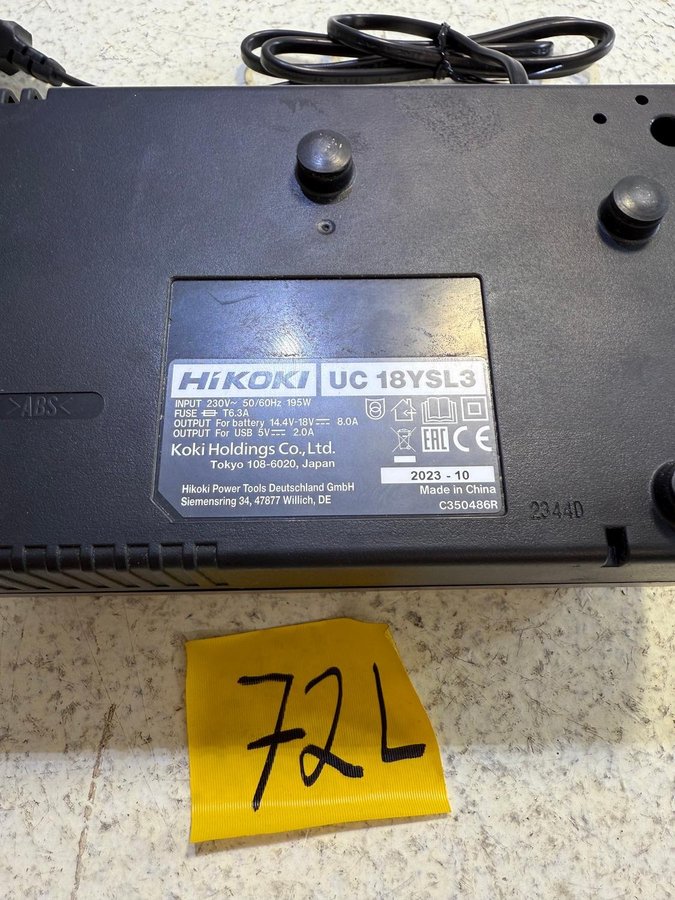 HiKOKI UC 18YSL3
INPUT 230V~ 50/60Hz 195W
FUSE T6.3A
OUTPUT For battery 14.4V-18V⎓ 8.0A
OUTPUT For USB 5V⎓ 2.0A
Koki Holdings Co., Ltd.
Tokyo 108-6020, Japan
EAC CE
2023 - 10
Made in China
Hikoki Power Tools Deutschland GmbH
Siemensring 34, 47877 Willich, DE
C350486R
>ABS<
2344D
72L